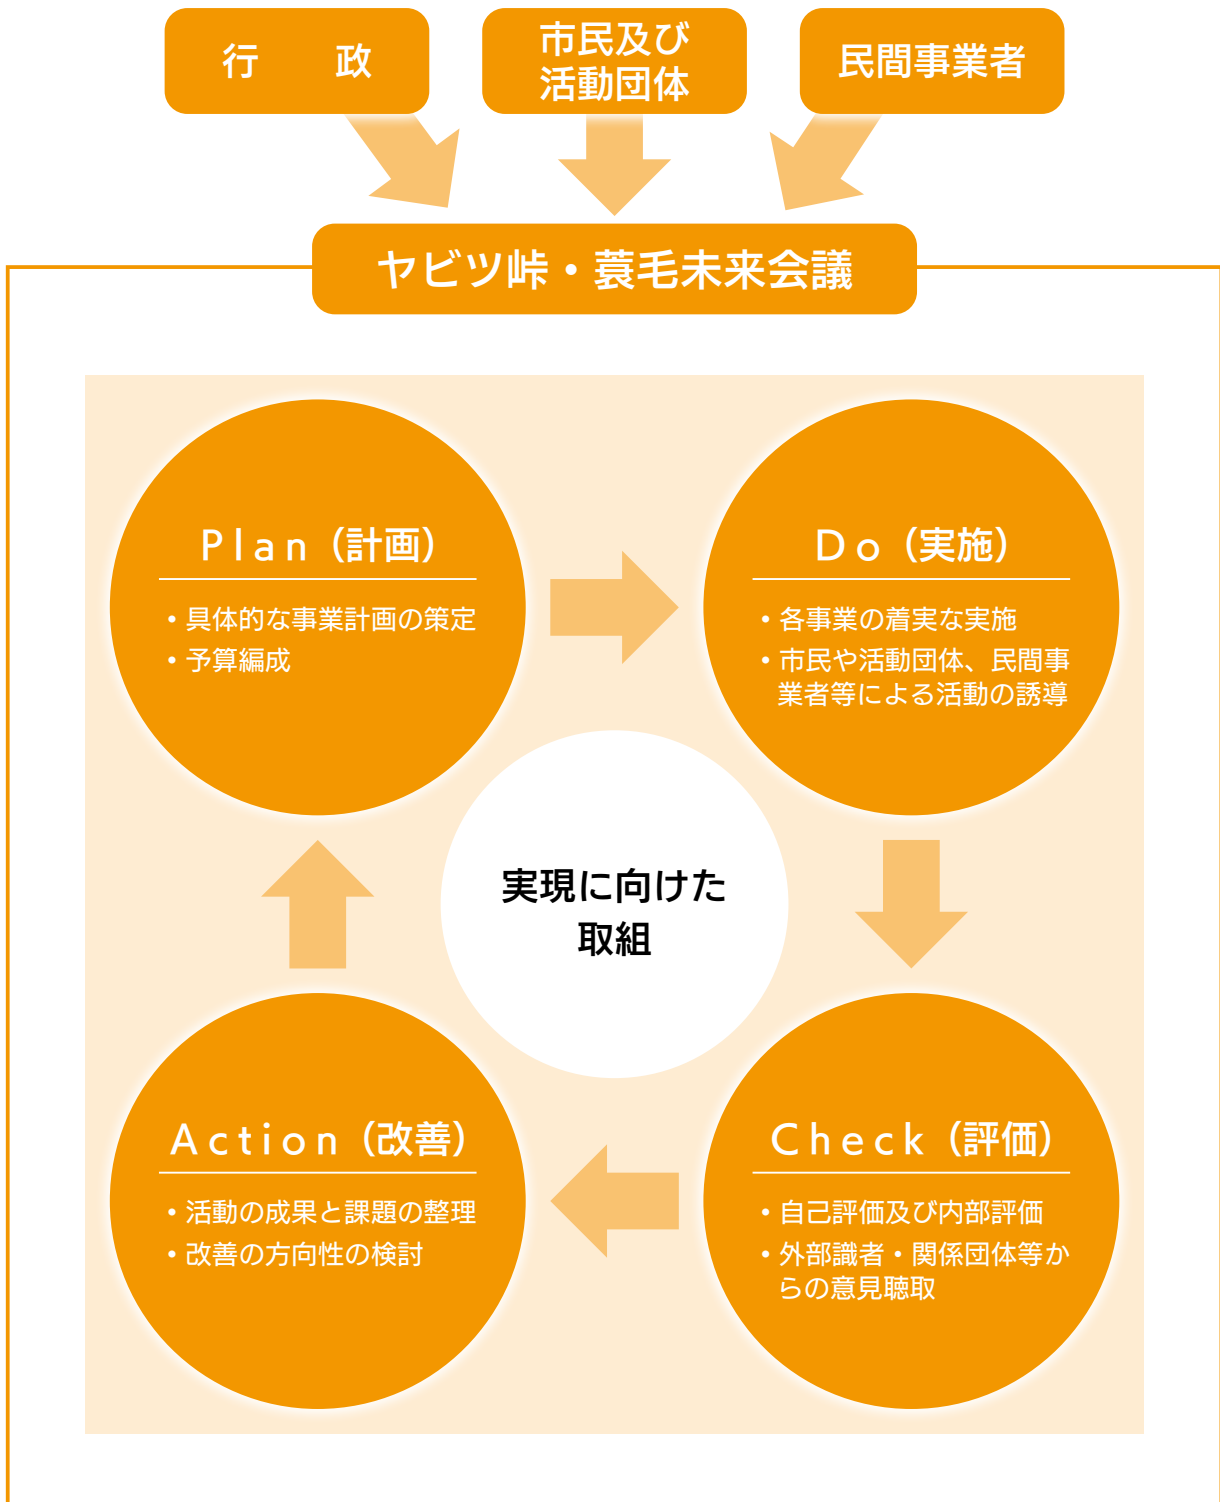 行　　政
市民及び
活動団体
民間事業者
ヤビツ峠・蓑毛未来会議
Ｐｌａｎ（計画）
・具体的な事業計画の策定
・予算編成
Ｄｏ（実施）
・各事業の着実な実施
・市民や活動団体、民間事
業者等による活動の誘導
実現に向けた
取組
Ａｃｔｉｏｎ（改善）
・活動の成果と課題の整理
・改善の方向性の検討
Ｃｈｅｃｋ（評価）
・自己評価及び内部評価
・外部識者・関係団体等か
らの意見聴取